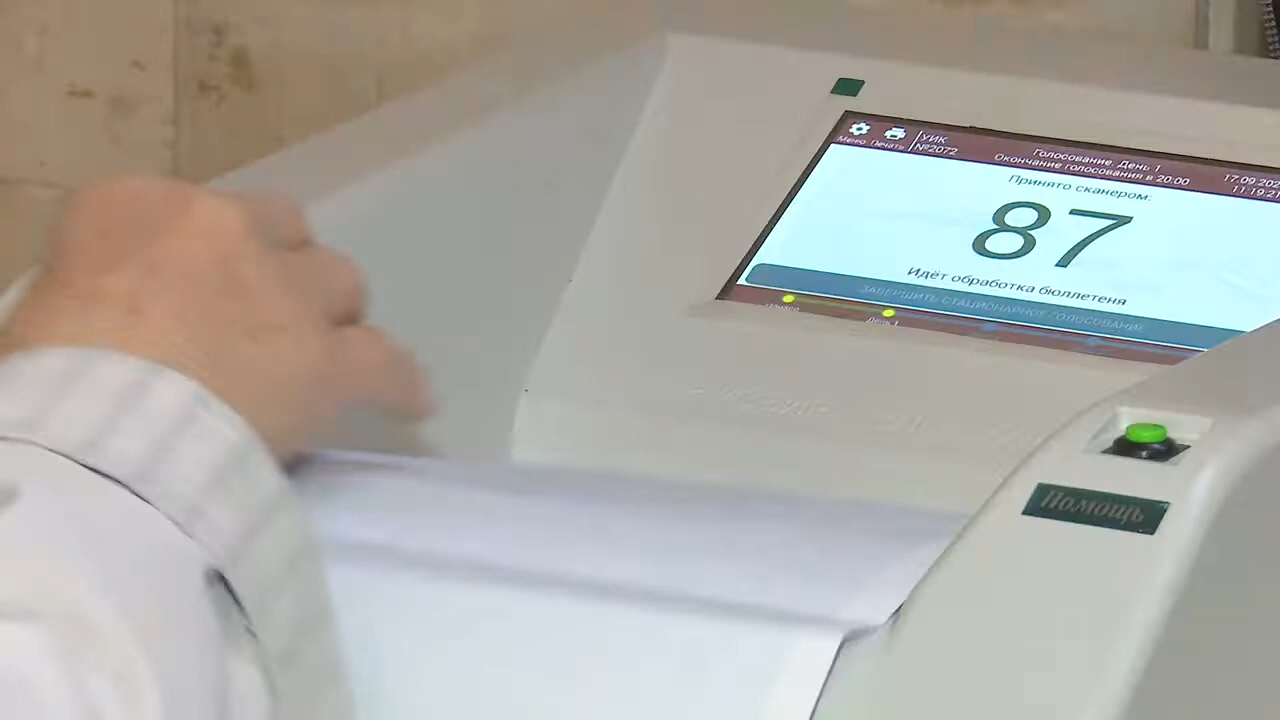 Меню Печать
УИК
№2072
Голосование. День 1
Окончание голосования в 20:00
17.09.202
11:19:21
Принято сканером:
87
Идёт обработка бюллетеня
ЗАВЕРШИТЬ СТАЦИОНАРНОЕ ГОЛОСОВАНИЕ
День 1
Помощь